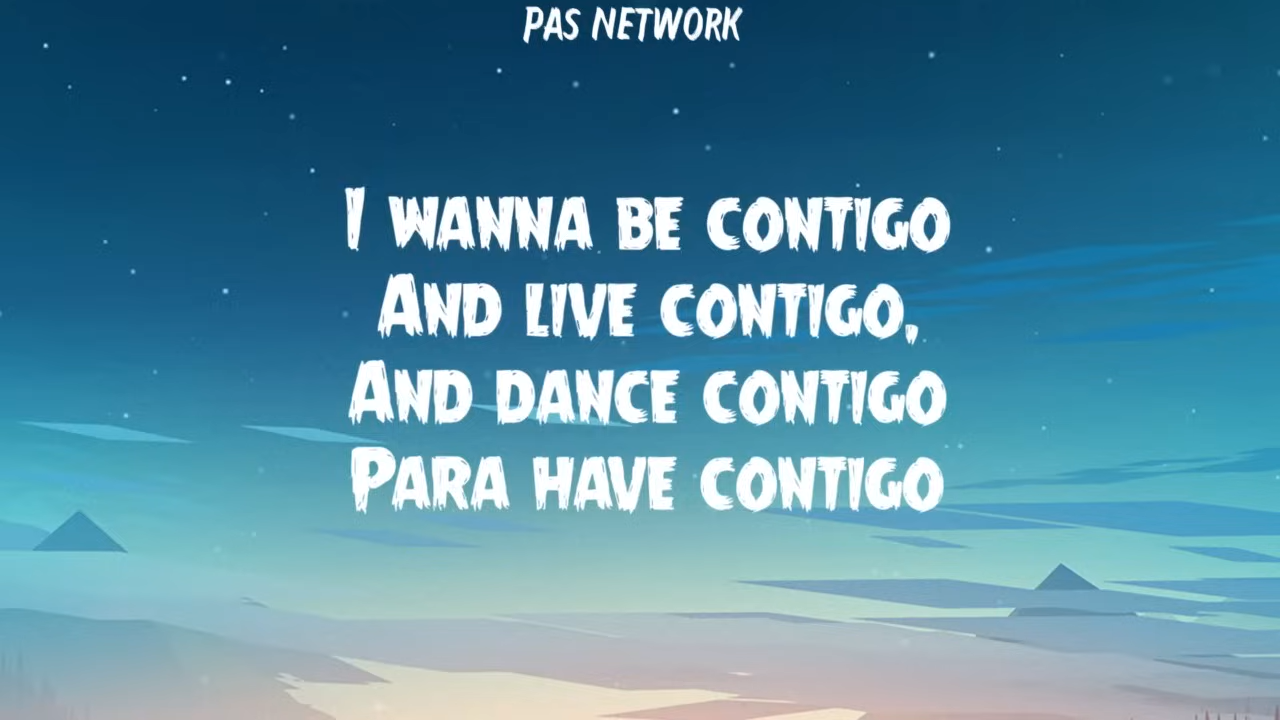 PAS NETWORK
I WANNA BE CONTIGO
AND LIVE CONTIGO,
AND DANCE CONTIGO
PARA HAVE CONTIGO